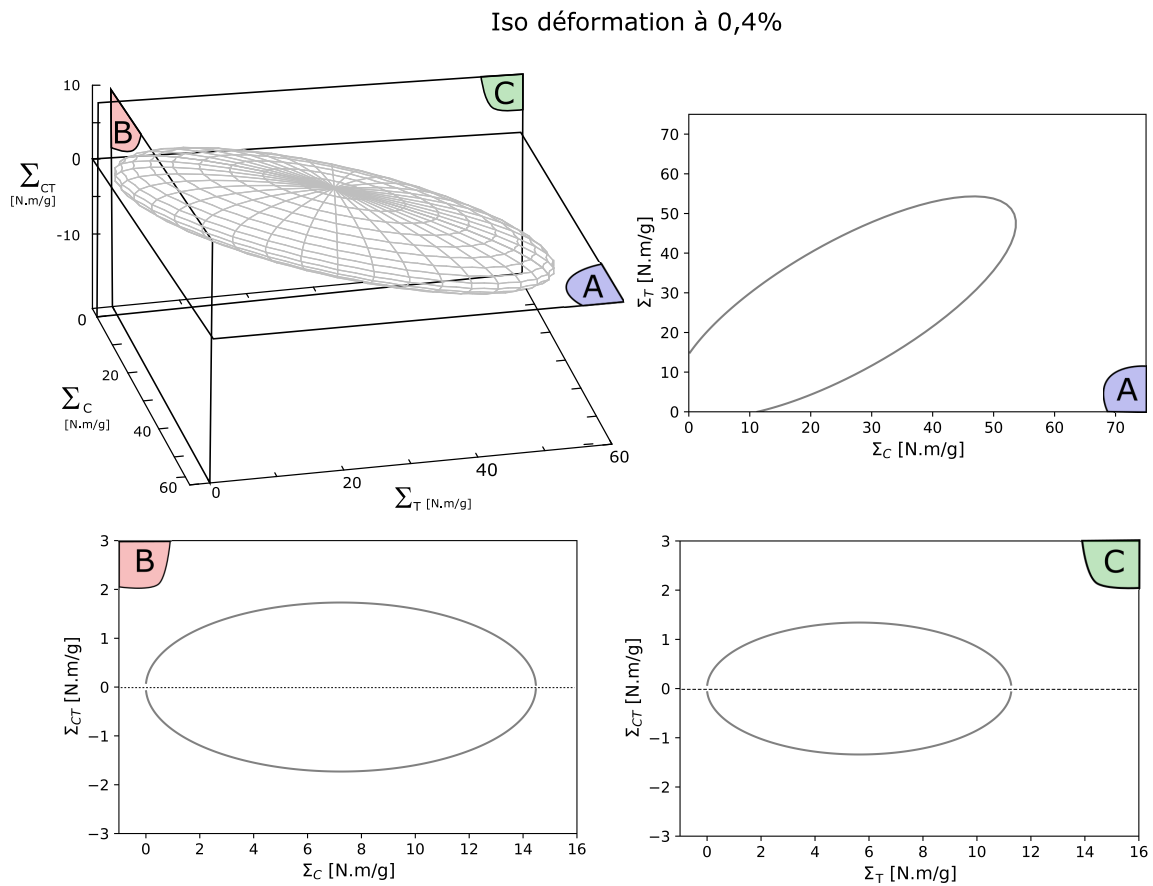 Iso déformation à 0,4%
10
0
-10
Σ_CT
[N.m/g]
B
C
A
0
20
40
60
Σ_C
[N.m/g]
0
20
40
60
Σ_T [N.m/g]
70
60
50
40
30
20
10
0
Σ_T [N.m/g]
A
0 10 20 30 40 50 60 70
Σ_C [N.m/g]
B
3
2
1
0
−1
−2
−3
Σ_CT [N.m/g]
0 2 4 6 8 10 12 14 16
Σ_C [N.m/g]
C
3
2
1
0
−1
−2
−3
Σ_CT [N.m/g]
0 2 4 6 8 10 12 14 16
Σ_T [N.m/g]